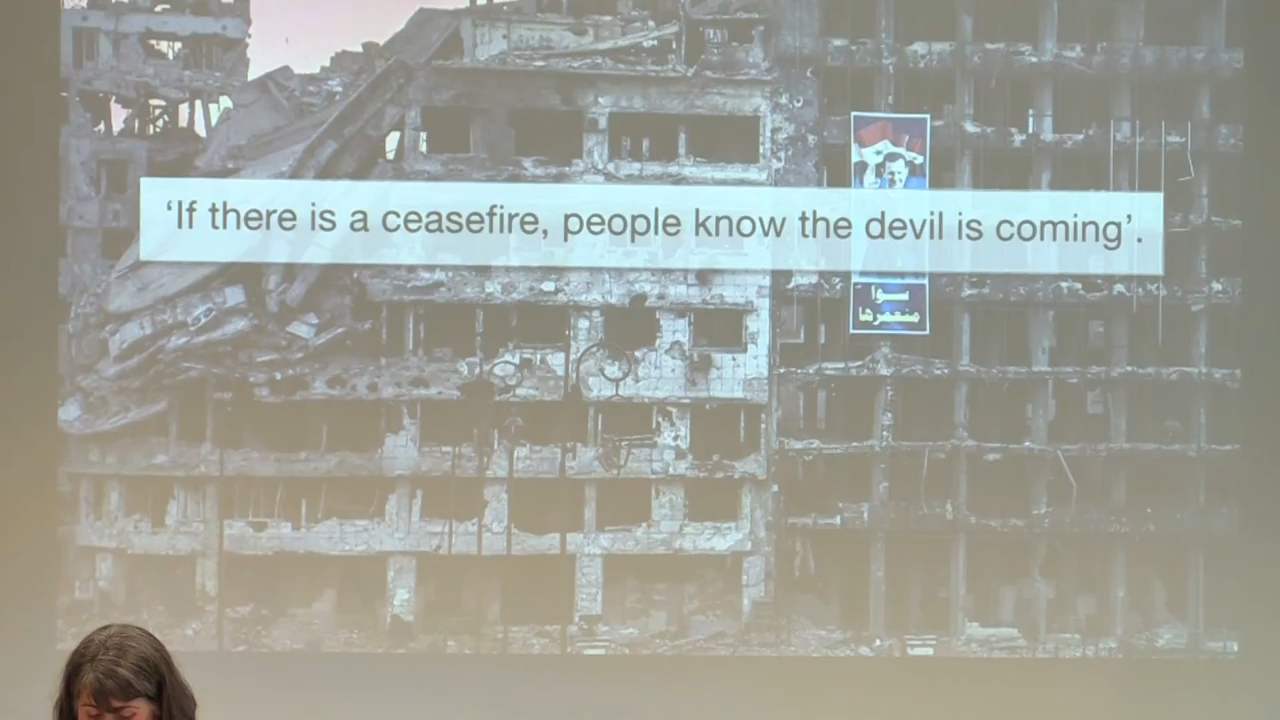 ‘If there is a ceasefire, people know the devil is coming’.
سوا
منعمرها